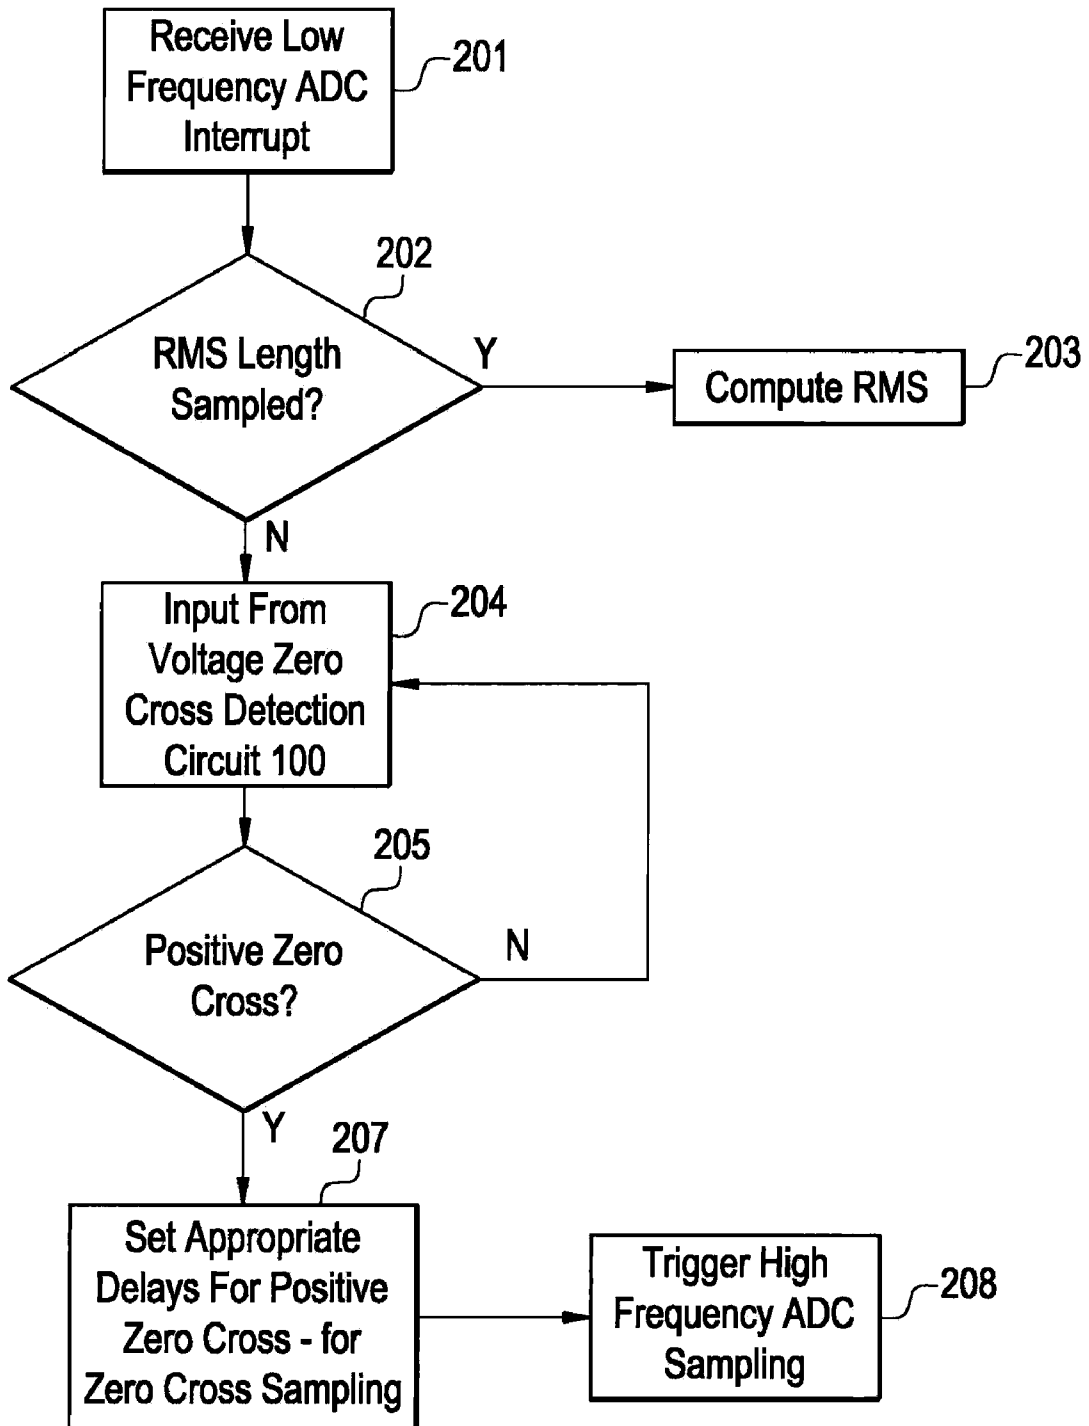 Receive Low
Frequency ADC
Interrupt
201
202
RMS Length
Sampled?
Y
Compute RMS
203
N
Input From
Voltage Zero
Cross Detection
Circuit 100
204
205
Positive Zero
Cross?
N
Y
207
Set Appropriate
Delays For Positive
Zero Cross - for
Zero Cross Sampling
Trigger High
Frequency ADC
Sampling
208